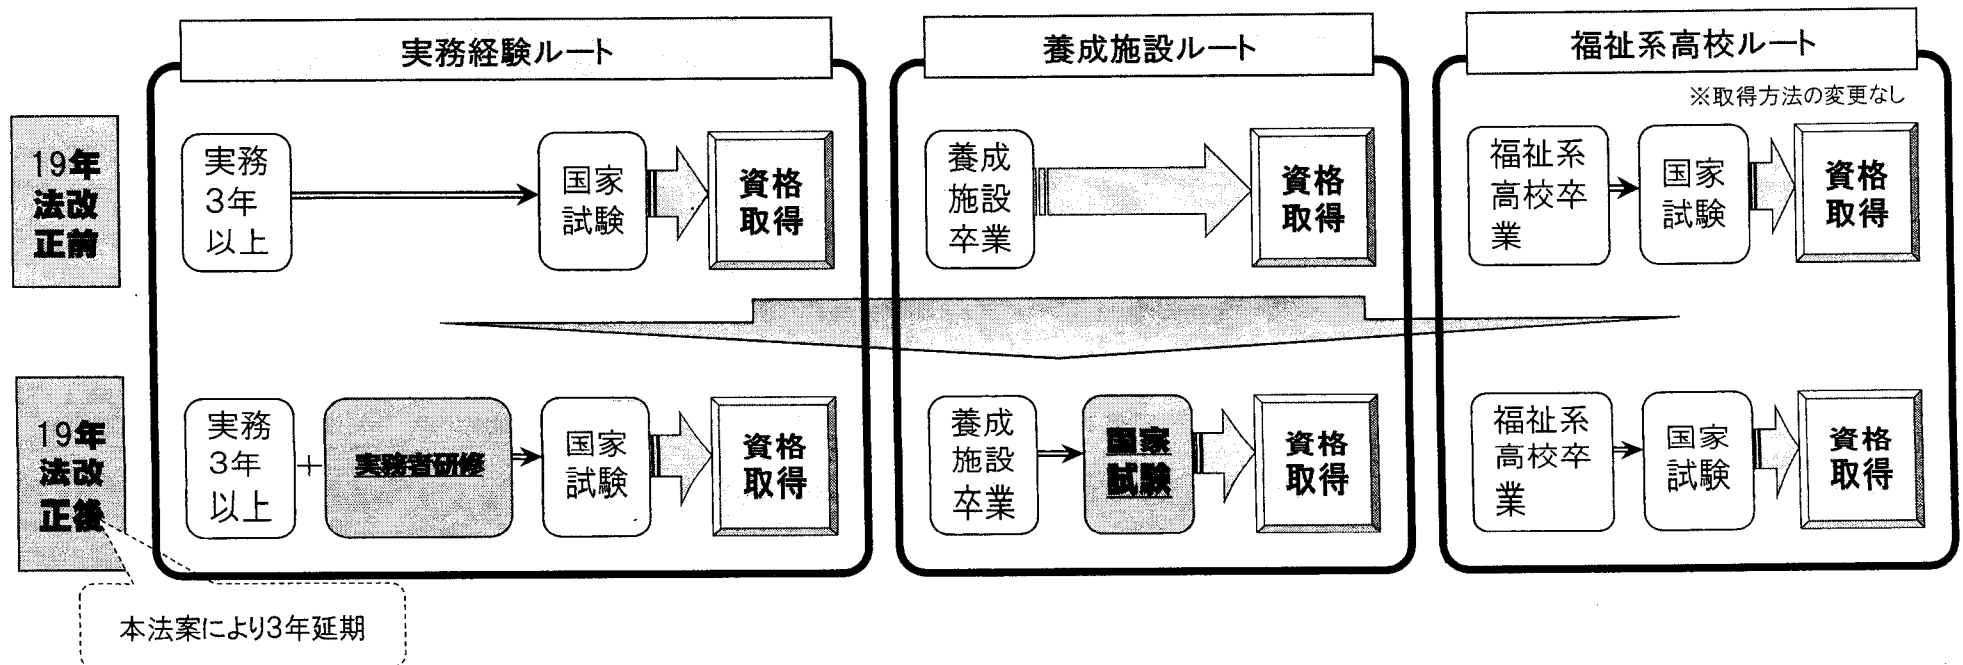 実務経験ルート
養成施設ルート
福祉系高校ルート
※取得方法の変更なし
19年
法改
正前
実務
3年
以上
国家
試験
資格
取得
養成
施設
卒業
資格
取得
福祉系
高校卒
業
国家
試験
資格
取得
19年
法改
正後
実務
3年
以上
+
実務者研修
国家
試験
資格
取得
養成
施設
卒業
国家
試験
資格
取得
福祉系
高校卒
業
国家
試験
資格
取得
本法案により3年延期